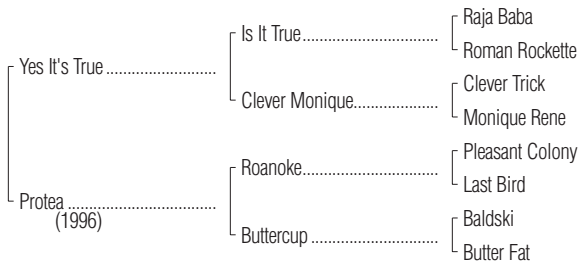 Raja Baba
Is It True
Roman Rockette
Yes It's True
Clever Trick
Clever Monique
Monique Rene
Pleasant Colony
Roanoke
Last Bird
Protea
(1996)
Baldski
Buttercup
Butter Fat